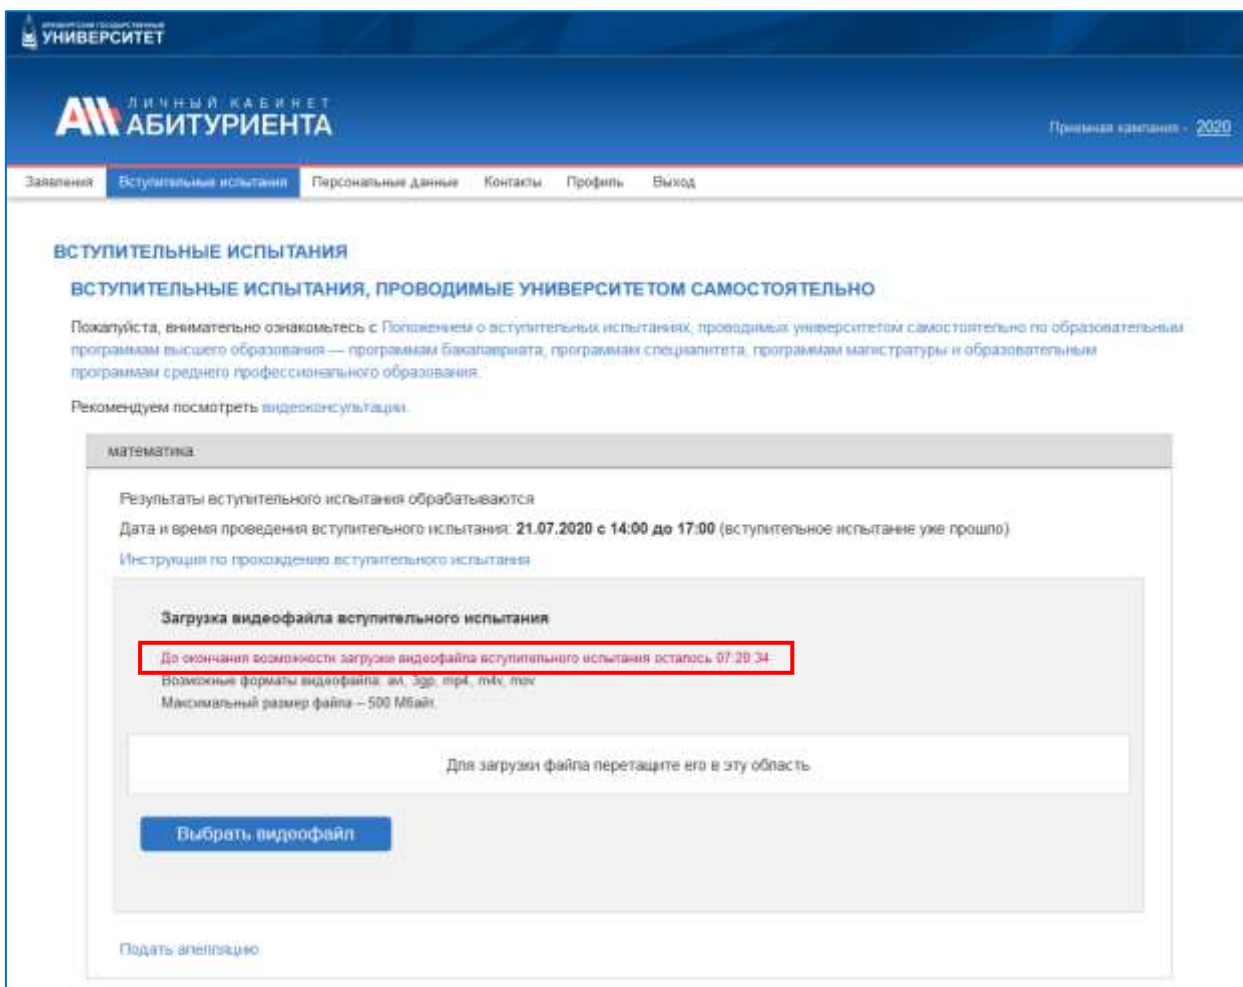 ОРЕНБУРГСКИЙ ГОСУДАРСТВЕННЫЙ
УНИВЕРСИТЕТ
ЛИЧНЫЙ КАБИНЕТ
АБИТУРИЕНТА
Приемная кампания - 2020
Заявления Вступительные испытания Персональные данные Контакты Профиль Выход
ВСТУПИТЕЛЬНЫЕ ИСПЫТАНИЯ
ВСТУПИТЕЛЬНЫЕ ИСПЫТАНИЯ, ПРОВОДИМЫЕ УНИВЕРСИТЕТОМ САМОСТОЯТЕЛЬНО
Пожалуйста, внимательно ознакомьтесь с Положением о вступительных испытаниях, проводимых университетом самостоятельно по образовательным
программам высшего образования — программам бакалавриата, программам специалитета, программам магистратуры и образовательным
программам среднего профессионального образования.
Рекомендуем посмотреть видеоконсультации.
математика
Результаты вступительного испытания обрабатываются
Дата и время проведения вступительного испытания: 21.07.2020 с 14:00 до 17:00 (вступительное испытание уже прошло)
Инструкция по прохождению вступительного испытания
Загрузка видеофайла вступительного испытания
До окончания возможности загрузки видеофайла вступительного испытания осталось 07:28:34
Возможные форматы видеофайла: avi, 3gp, mp4, m4v, mov
Максимальный размер файла – 500 Мбайт.
Для загрузки файла перетащите его в эту область
Выбрать видеофайл
Подать апелляцию